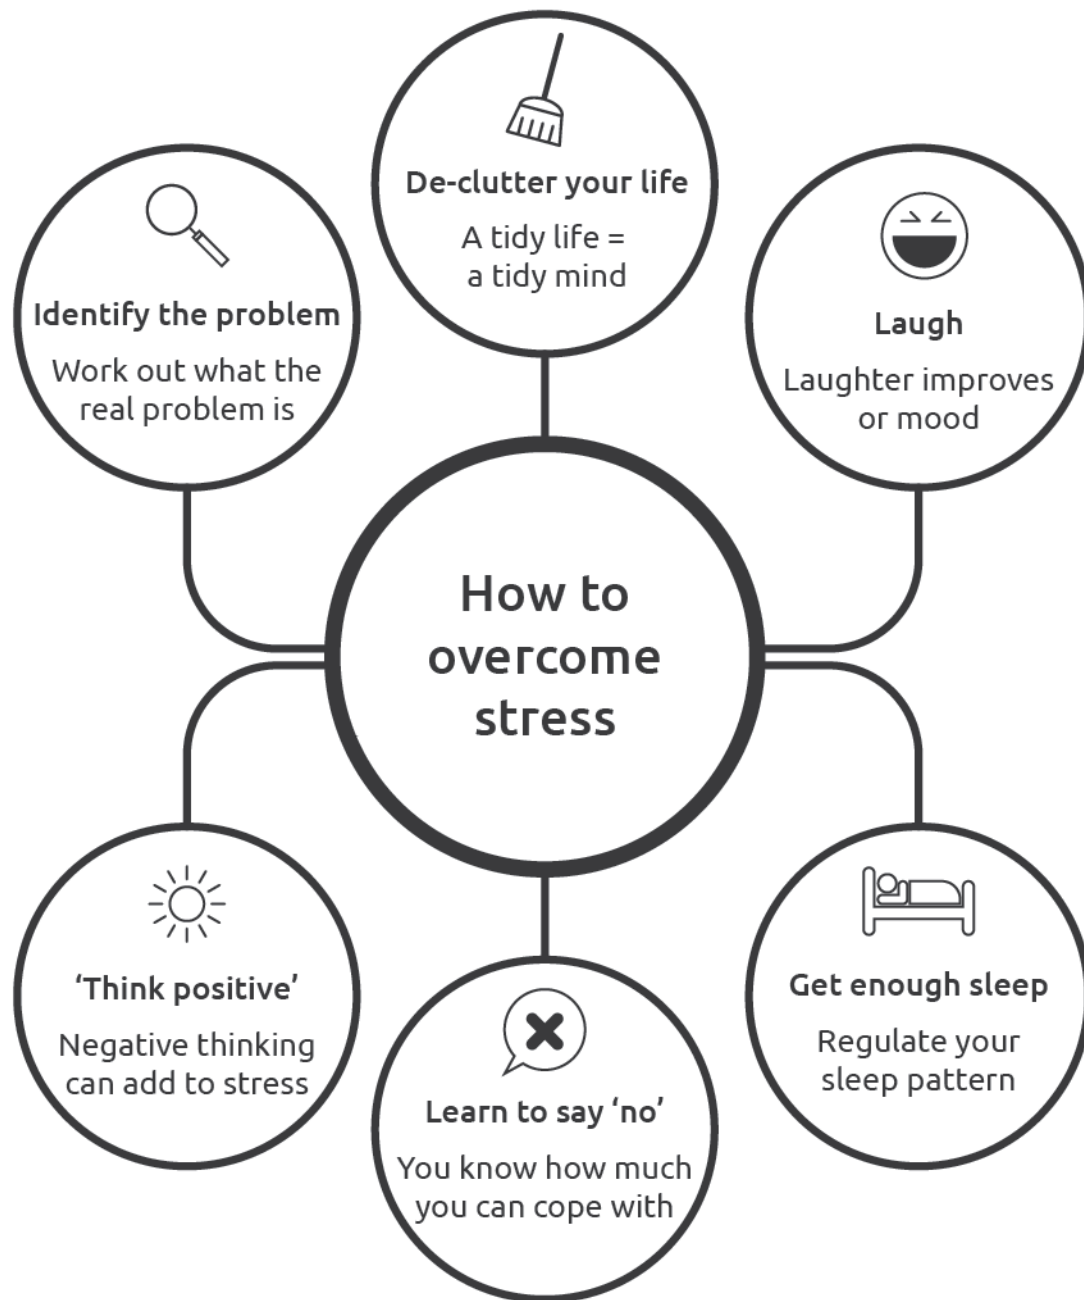 De-clutter your life
A tidy life =
a tidy mind
Identify the problem
Work out what the
real problem is
Laugh
Laughter improves
or mood
How to
overcome
stress
‘Think positive’
Negative thinking
can add to stress
Learn to say ‘no’
You know how much
you can cope with
Get enough sleep
Regulate your
sleep pattern